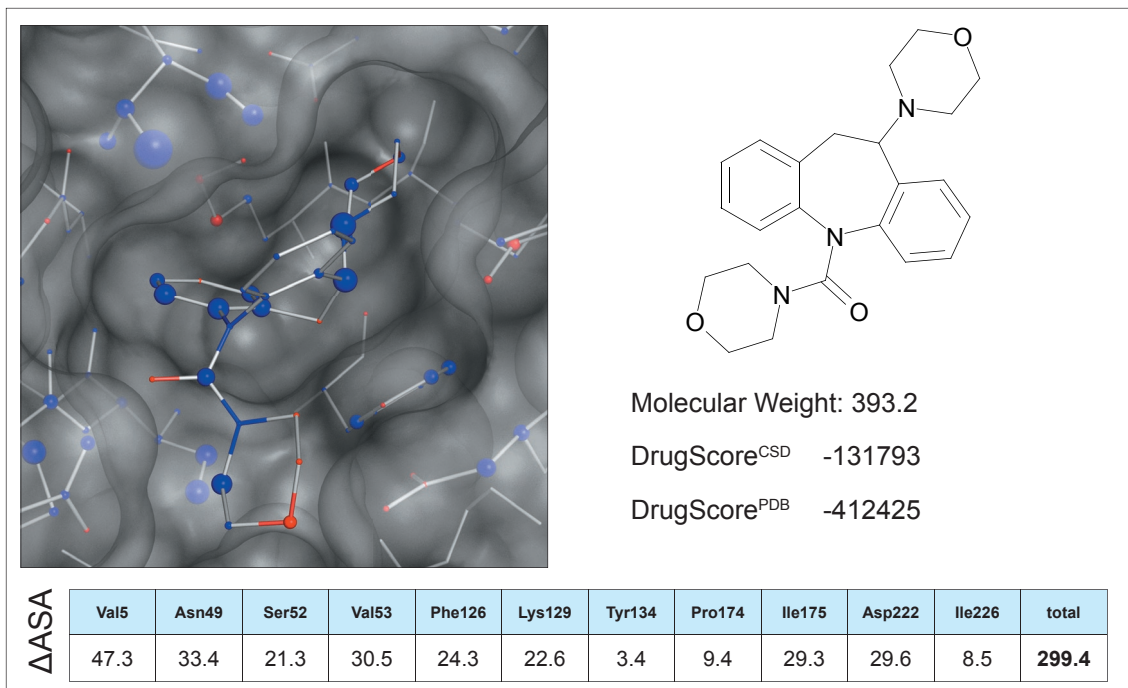 O
N
N
N
O
O
Molecular Weight: 393.2
DrugScoreCSD -131793
DrugScorePDB -412425
ΔASA
Val5 Asn49 Ser52 Val53 Phe126 Lys129 Tyr134 Pro174 Ile175 Asp222 Ile226 total
47.3 33.4 21.3 30.5 24.3 22.6 3.4 9.4 29.3 29.6 8.5 299.4